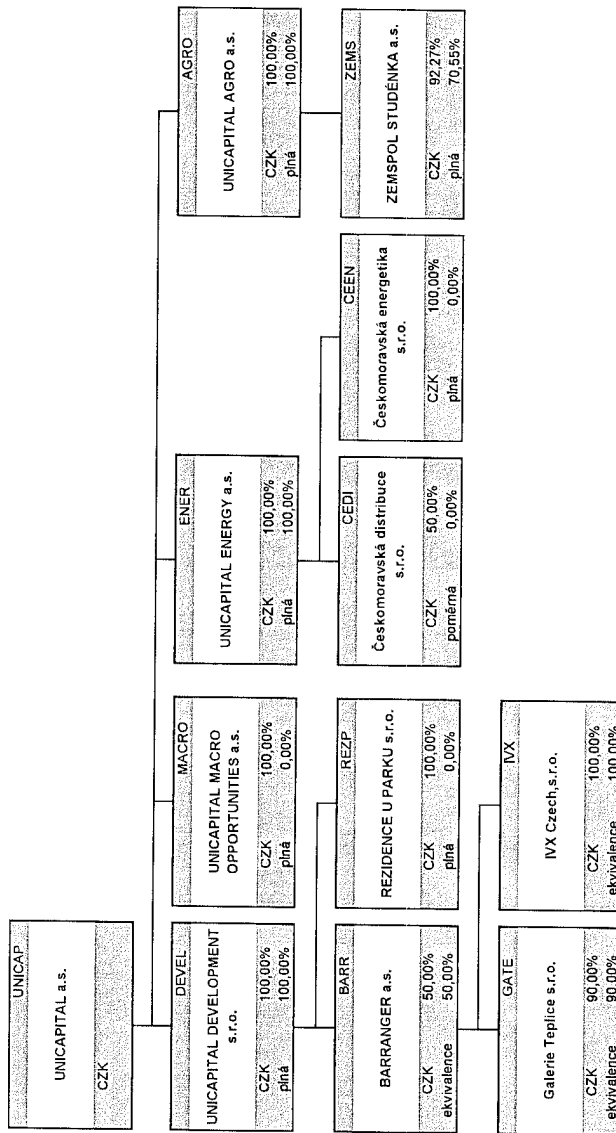 UNICAP
UNICAPITAL a.s.
CZK
DEVEL
UNICAPITAL DEVELOPMENT
s.r.o.
CZK 100,00%
plná 100,00%
MACRO
UNICAPITAL MACRO
OPPORTUNITIES a.s.
CZK 100,00%
plná 0,00%
ENER
UNICAPITAL ENERGY a.s.
CZK 100,00%
plná 100,00%
AGRO
UNICAPITAL AGRO a.s.
CZK 100,00%
plná 100,00%
BARR
BARRANGER a.s.
CZK 50,00%
ekvivalence 50,00%
REZP
REZIDENCE U PARKU s.r.o.
CZK 100,00%
plná 0,00%
CEDI
Českomoravská distribuce
s.r.o.
CZK 50,00%
poměrná 0,00%
CEEN
Českomoravská energetika
s.r.o.
CZK 100,00%
plná 0,00%
ZEMS
ZEMSPOL STUDÉNKA a.s.
CZK 92,27%
plná 70,55%
GATE
Galerie Teplice s.r.o.
CZK 90,00%
ekvivalence 90,00%
IVX
IVX Czech,s.r.o.
CZK 100,00%
ekvivalence 100,00%